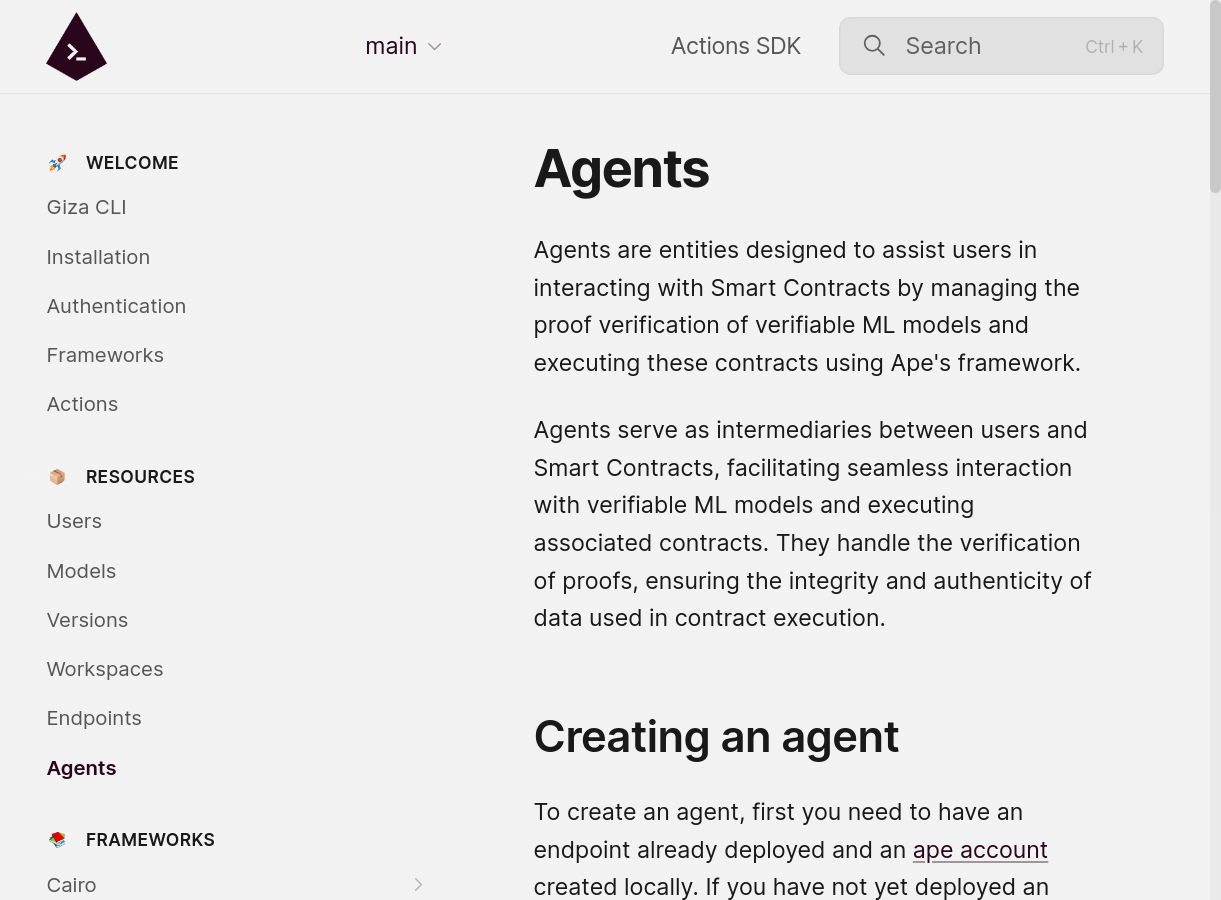 main
Actions SDK
Search
Ctrl + K
WELCOME
Giza CLI
Installation
Authentication
Frameworks
Actions
RESOURCES
Users
Models
Versions
Workspaces
Endpoints
Agents
FRAMEWORKS
Cairo
Agents
Agents are entities designed to assist users in
interacting with Smart Contracts by managing the
proof verification of verifiable ML models and
executing these contracts using Ape's framework.
Agents serve as intermediaries between users and
Smart Contracts, facilitating seamless interaction
with verifiable ML models and executing
associated contracts. They handle the verification
of proofs, ensuring the integrity and authenticity of
data used in contract execution.
Creating an agent
To create an agent, first you need to have an
endpoint already deployed and an ape account
created locally. If you have not yet deployed an